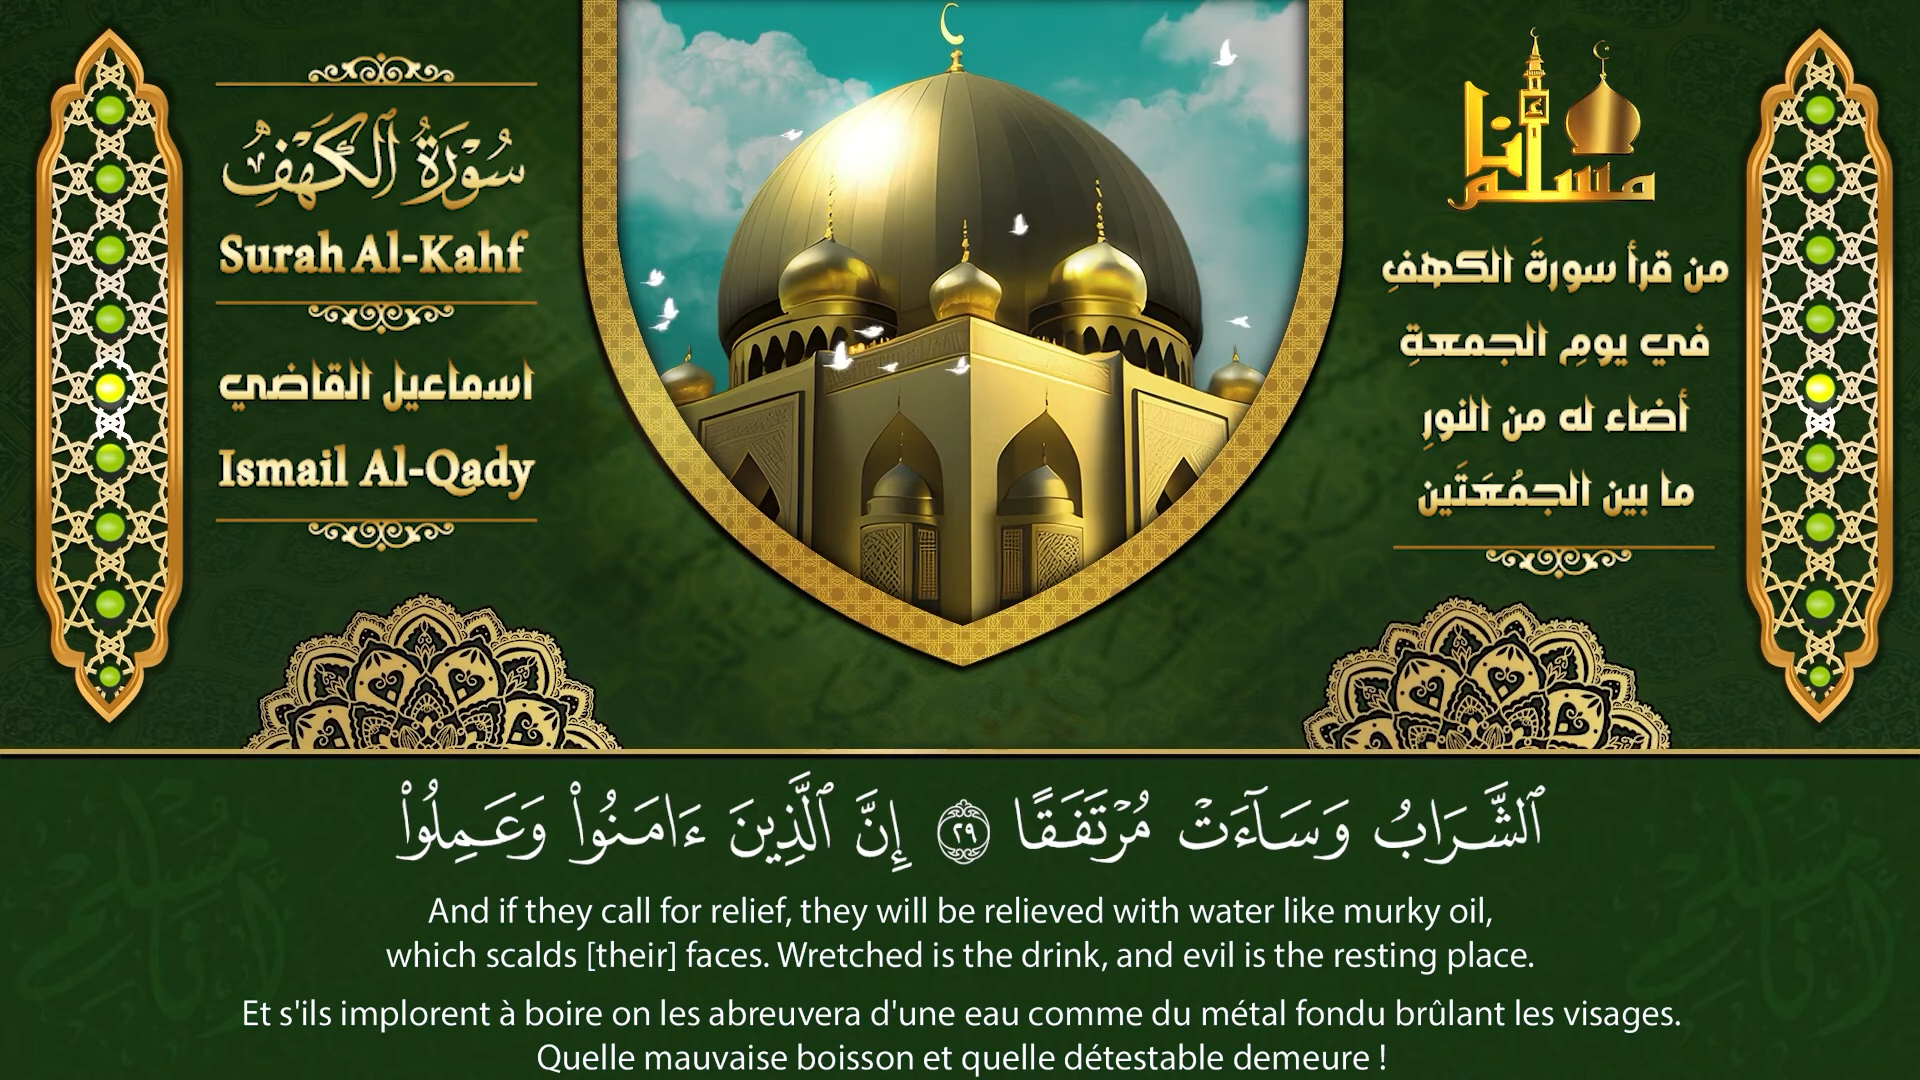 سُورَةُ ٱلْكَهْفِ
Surah Al-Kahf
اسماعيل القاضي
Ismail Al-Qady
أنا
مسلم
من قرأ سورةَ الكهفِ
في يومِ الجمعةِ
أضاء له من النورِ
ما بين الجمُعَتَين
ٱلشَّرَابُ وَسَآءَتْ مُرْتَفَقًا ٢٩ إِنَّ ٱلَّذِينَ ءَامَنُوا۟ وَعَمِلُوا۟
And if they call for relief, they will be relieved with water like murky oil,
which scalds [their] faces. Wretched is the drink, and evil is the resting place.
Et s'ils implorent à boire on les abreuvera d'une eau comme du métal fondu brûlant les visages.
Quelle mauvaise boisson et quelle détestable demeure !